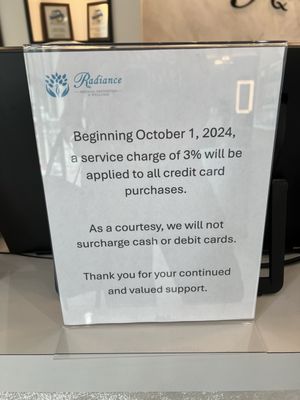 Radiance
Beginning October 1, 2024,
a service charge of 3% will be
applied to all credit card
purchases.
As a courtesy, we will not
surcharge cash or debit cards.
Thank you for your continued
and valued support.